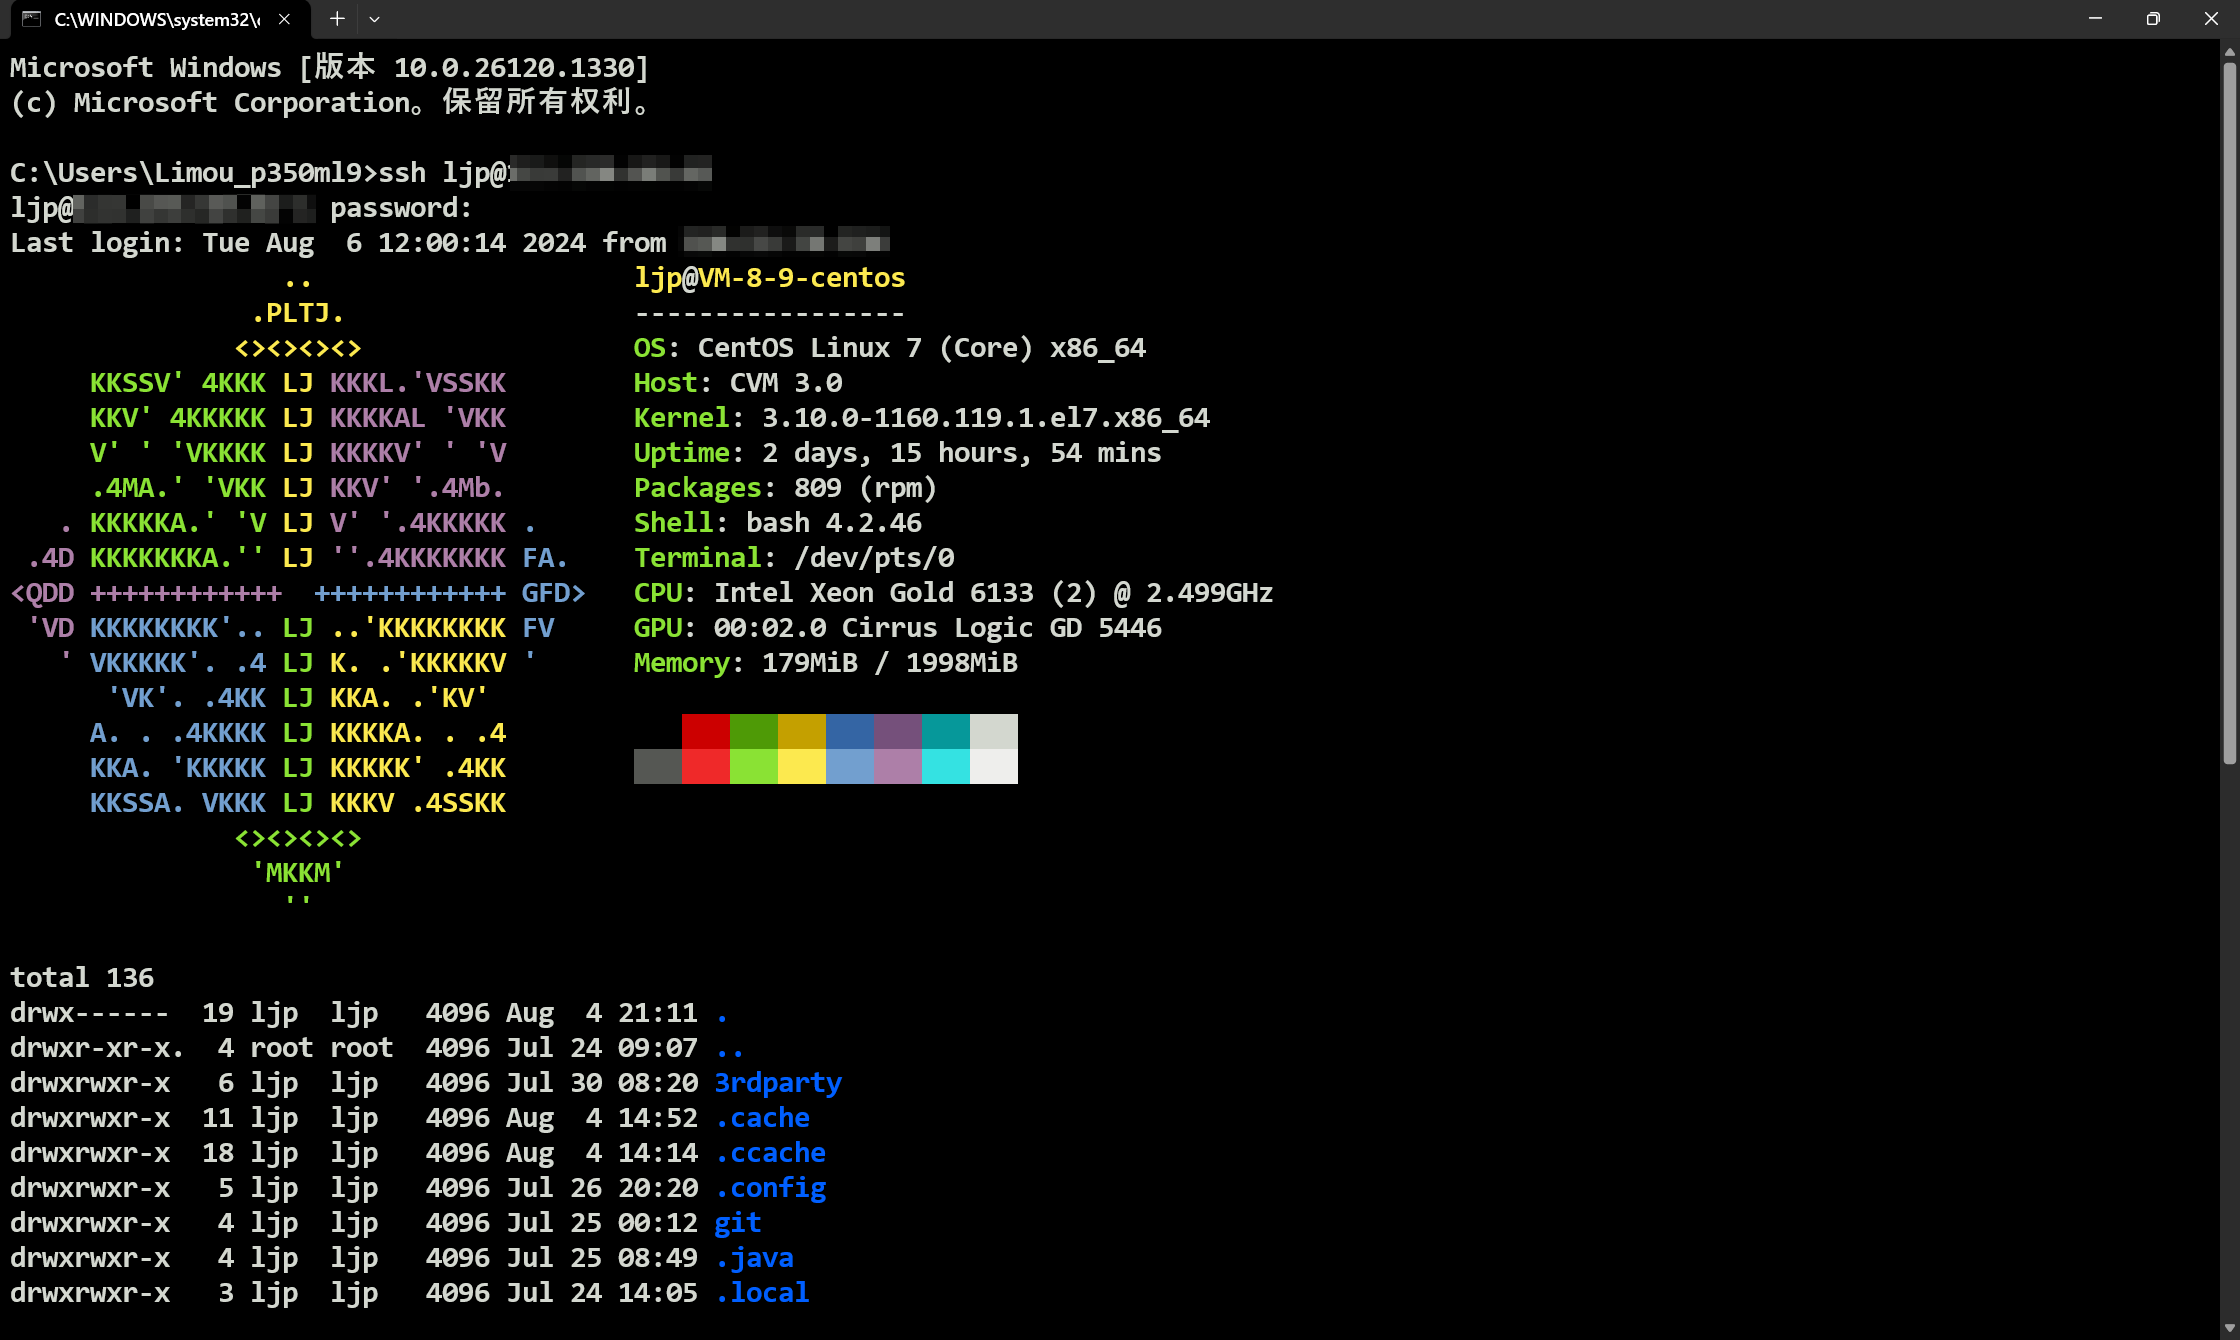 C:\WINDOWS\system32\
Microsoft Windows [版本 10.0.26120.1330]
(c) Microsoft Corporation。保留所有权利。
C:\Users\Limou_p350ml9>ssh ljp@
ljp@ password:
Last login: Tue Aug  6 12:00:14 2024 from
                 ..                    ljp@VM-8-9-centos
               .PLTJ.                  -----------------
              <><><><>                 OS: CentOS Linux 7 (Core) x86_64
     KKSSV' 4KKK LJ KKKL.'VSSKK        Host: CVM 3.0
     KKV' 4KKKKK LJ KKKKAL 'VKK        Kernel: 3.10.0-1160.119.1.el7.x86_64
     V' ' 'VKKKK LJ KKKKV' ' 'V        Uptime: 2 days, 15 hours, 54 mins
     .4MA.' 'VKK LJ KKV' '.4Mb.        Packages: 809 (rpm)
   . KKKKKA.' 'V LJ V' '.4KKKKK .      Shell: bash 4.2.46
 .4D KKKKKKKA.'' LJ ''.4KKKKKKK FA.    Terminal: /dev/pts/0
<QDD ++++++++++++  ++++++++++++ GFD>   CPU: Intel Xeon Gold 6133 (2) @ 2.499GHz
 'VD KKKKKKKK'.. LJ ..'KKKKKKKK FV     GPU: 00:02.0 Cirrus Logic GD 5446
   ' VKKKKK'. .4 LJ K. .'KKKKKV '      Memory: 179MiB / 1998MiB
      'VK'. .4KK LJ KKA. .'KV'
     A. . .4KKKK LJ KKKKA. . .4
     KKA. 'KKKKK LJ KKKKK' .4KK
     KKSSA. VKKK LJ KKKV .4SSKK
              <><><><>
               'MKKM'
                 ''
total 136
drwx------  19 ljp  ljp   4096 Aug  4 21:11 .
drwxr-xr-x.  4 root root  4096 Jul 24 09:07 ..
drwxrwxr-x   6 ljp  ljp   4096 Jul 30 08:20 3rdparty
drwxrwxr-x  11 ljp  ljp   4096 Aug  4 14:52 .cache
drwxrwxr-x  18 ljp  ljp   4096 Aug  4 14:14 .ccache
drwxrwxr-x   5 ljp  ljp   4096 Jul 26 20:20 .config
drwxrwxr-x   4 ljp  ljp   4096 Jul 25 00:12 git
drwxrwxr-x   4 ljp  ljp   4096 Jul 25 08:49 .java
drwxrwxr-x   3 ljp  ljp   4096 Jul 24 14:05 .local